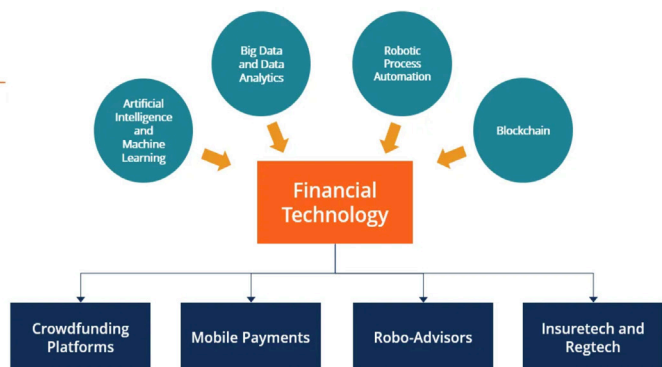 Big Data
and Data
Analytics
Robotic
Process
Automation
Artificial
Intelligence
and
Machine
Learning
Blockchain
Financial
Technology
Crowdfunding
Platforms
Mobile Payments
Robo-Advisors
Insuretech and
Regtech